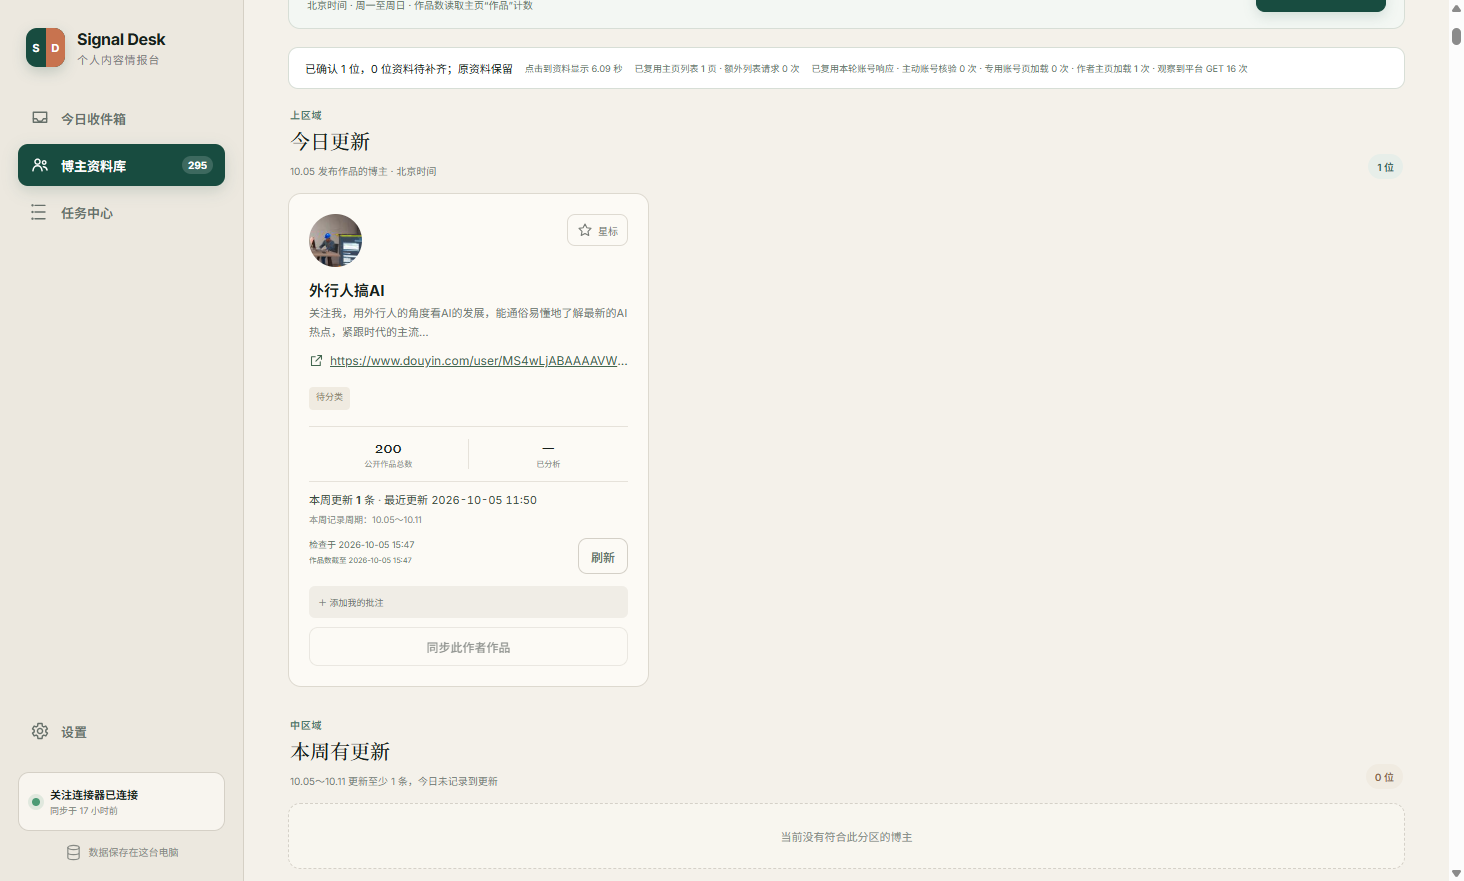 S D
Signal Desk
个人内容情报台
今日收件箱
博主资料库 295
任务中心
设置
关注连接器已连接
同步于 17 小时前
数据保存在这台电脑
北京时间 · 周一至周日 · 作品数读取主页“作品”计数
已确认 1 位，0 位资料待补齐；原资料保留 点击到资料显示 6.09 秒 已复用主页列表 1 页 · 额外列表请求 0 次 已复用本轮账号响应 · 主动账号核验 0 次 · 专用账号页加载 0 次 · 作者主页加载 1 次 · 观察到平台 GET 16 次
上区域
今日更新
10.05 发布作品的博主 · 北京时间
1 位
星标
外行人搞AI
关注我，用外行人的角度看AI的发展，能通俗易懂地了解最新的AI
热点，紧跟时代的主流...
https://www.douyin.com/user/MS4wLjABAAAAVW...
待分类
200 —
公开作品总数 已分析
本周更新 1 条 · 最近更新 2026-10-05 11:50
本周记录周期：10.05～10.11
检查于 2026-10-05 15:47
作品数截至 2026-10-05 15:47
刷新
+ 添加我的批注
同步此作者作品
中区域
本周有更新
10.05～10.11 更新至少 1 条，今日未记录到更新
0 位
当前没有符合此分区的博主